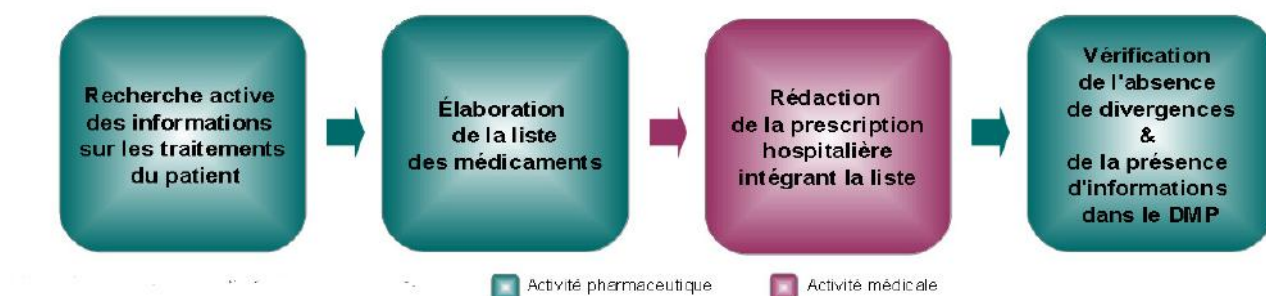 Recherche active
des informations
sur les traitements
du patient
Élaboration
de la liste
des médicaments
Rédaction
de la prescription
hospitalière
intégrant la liste
Vérification
de l'absence
de divergences
&
de la présence
d'informations
dans le DMP
Activité pharmaceutique
Activité médicale